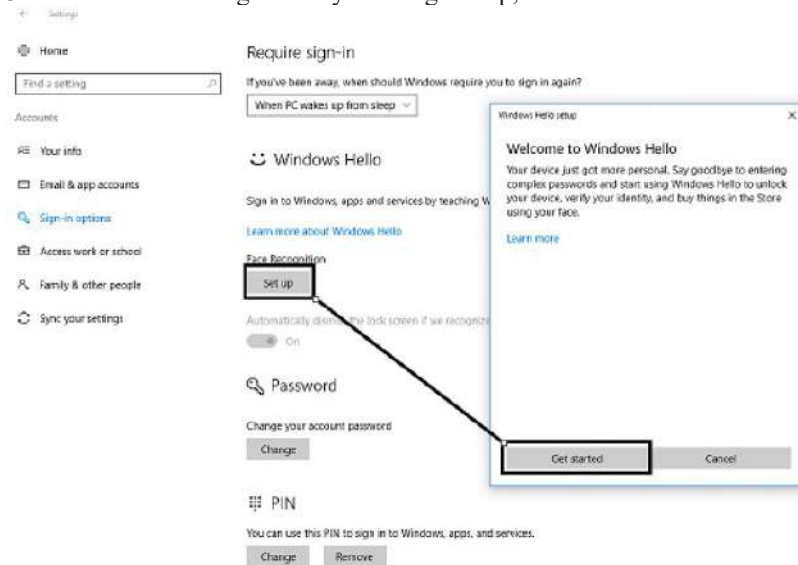 Settings
Home
Find a setting
Accounts
Your info
Email & app accounts
Sign-in options
Access work or school
Family & other people
Sync your settings
Require sign-in
If you've been away, when should Windows require you to sign in again?
When PC wakes up from sleep
Windows Hello
Sign in to Windows, apps and services by teaching W
Learn more about Windows Hello
Face Recognition
Set up
Automatically dismiss the lock screen if we recognize
On
Password
Change your account password
Change
PIN
You can use this PIN to sign in to Windows, apps, and services.
Change Remove
Windows Hello setup
Welcome to Windows Hello
Your device just got more personal. Say goodbye to entering
complex passwords and start using Windows Hello to unlock
your device, verify your identity, and buy things in the Store
using your face.
Learn more
Get started Cancel